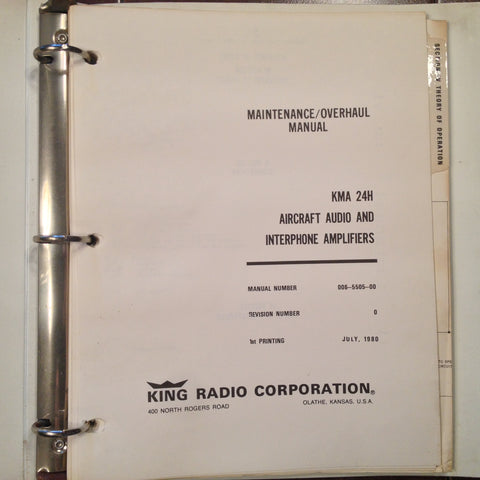 MAINTENANCE/OVERHAUL
MANUAL
KMA 24H
AIRCRAFT AUDIO AND
INTERPHONE AMPLIFIERS
MANUAL NUMBER 006-5505-00
REVISION NUMBER 0
1st PRINTING JULY, 1980
KING RADIO CORPORATION®
400 NORTH ROGERS ROAD OLATHE, KANSAS, U.S.A.
THEORY OF OPERATION